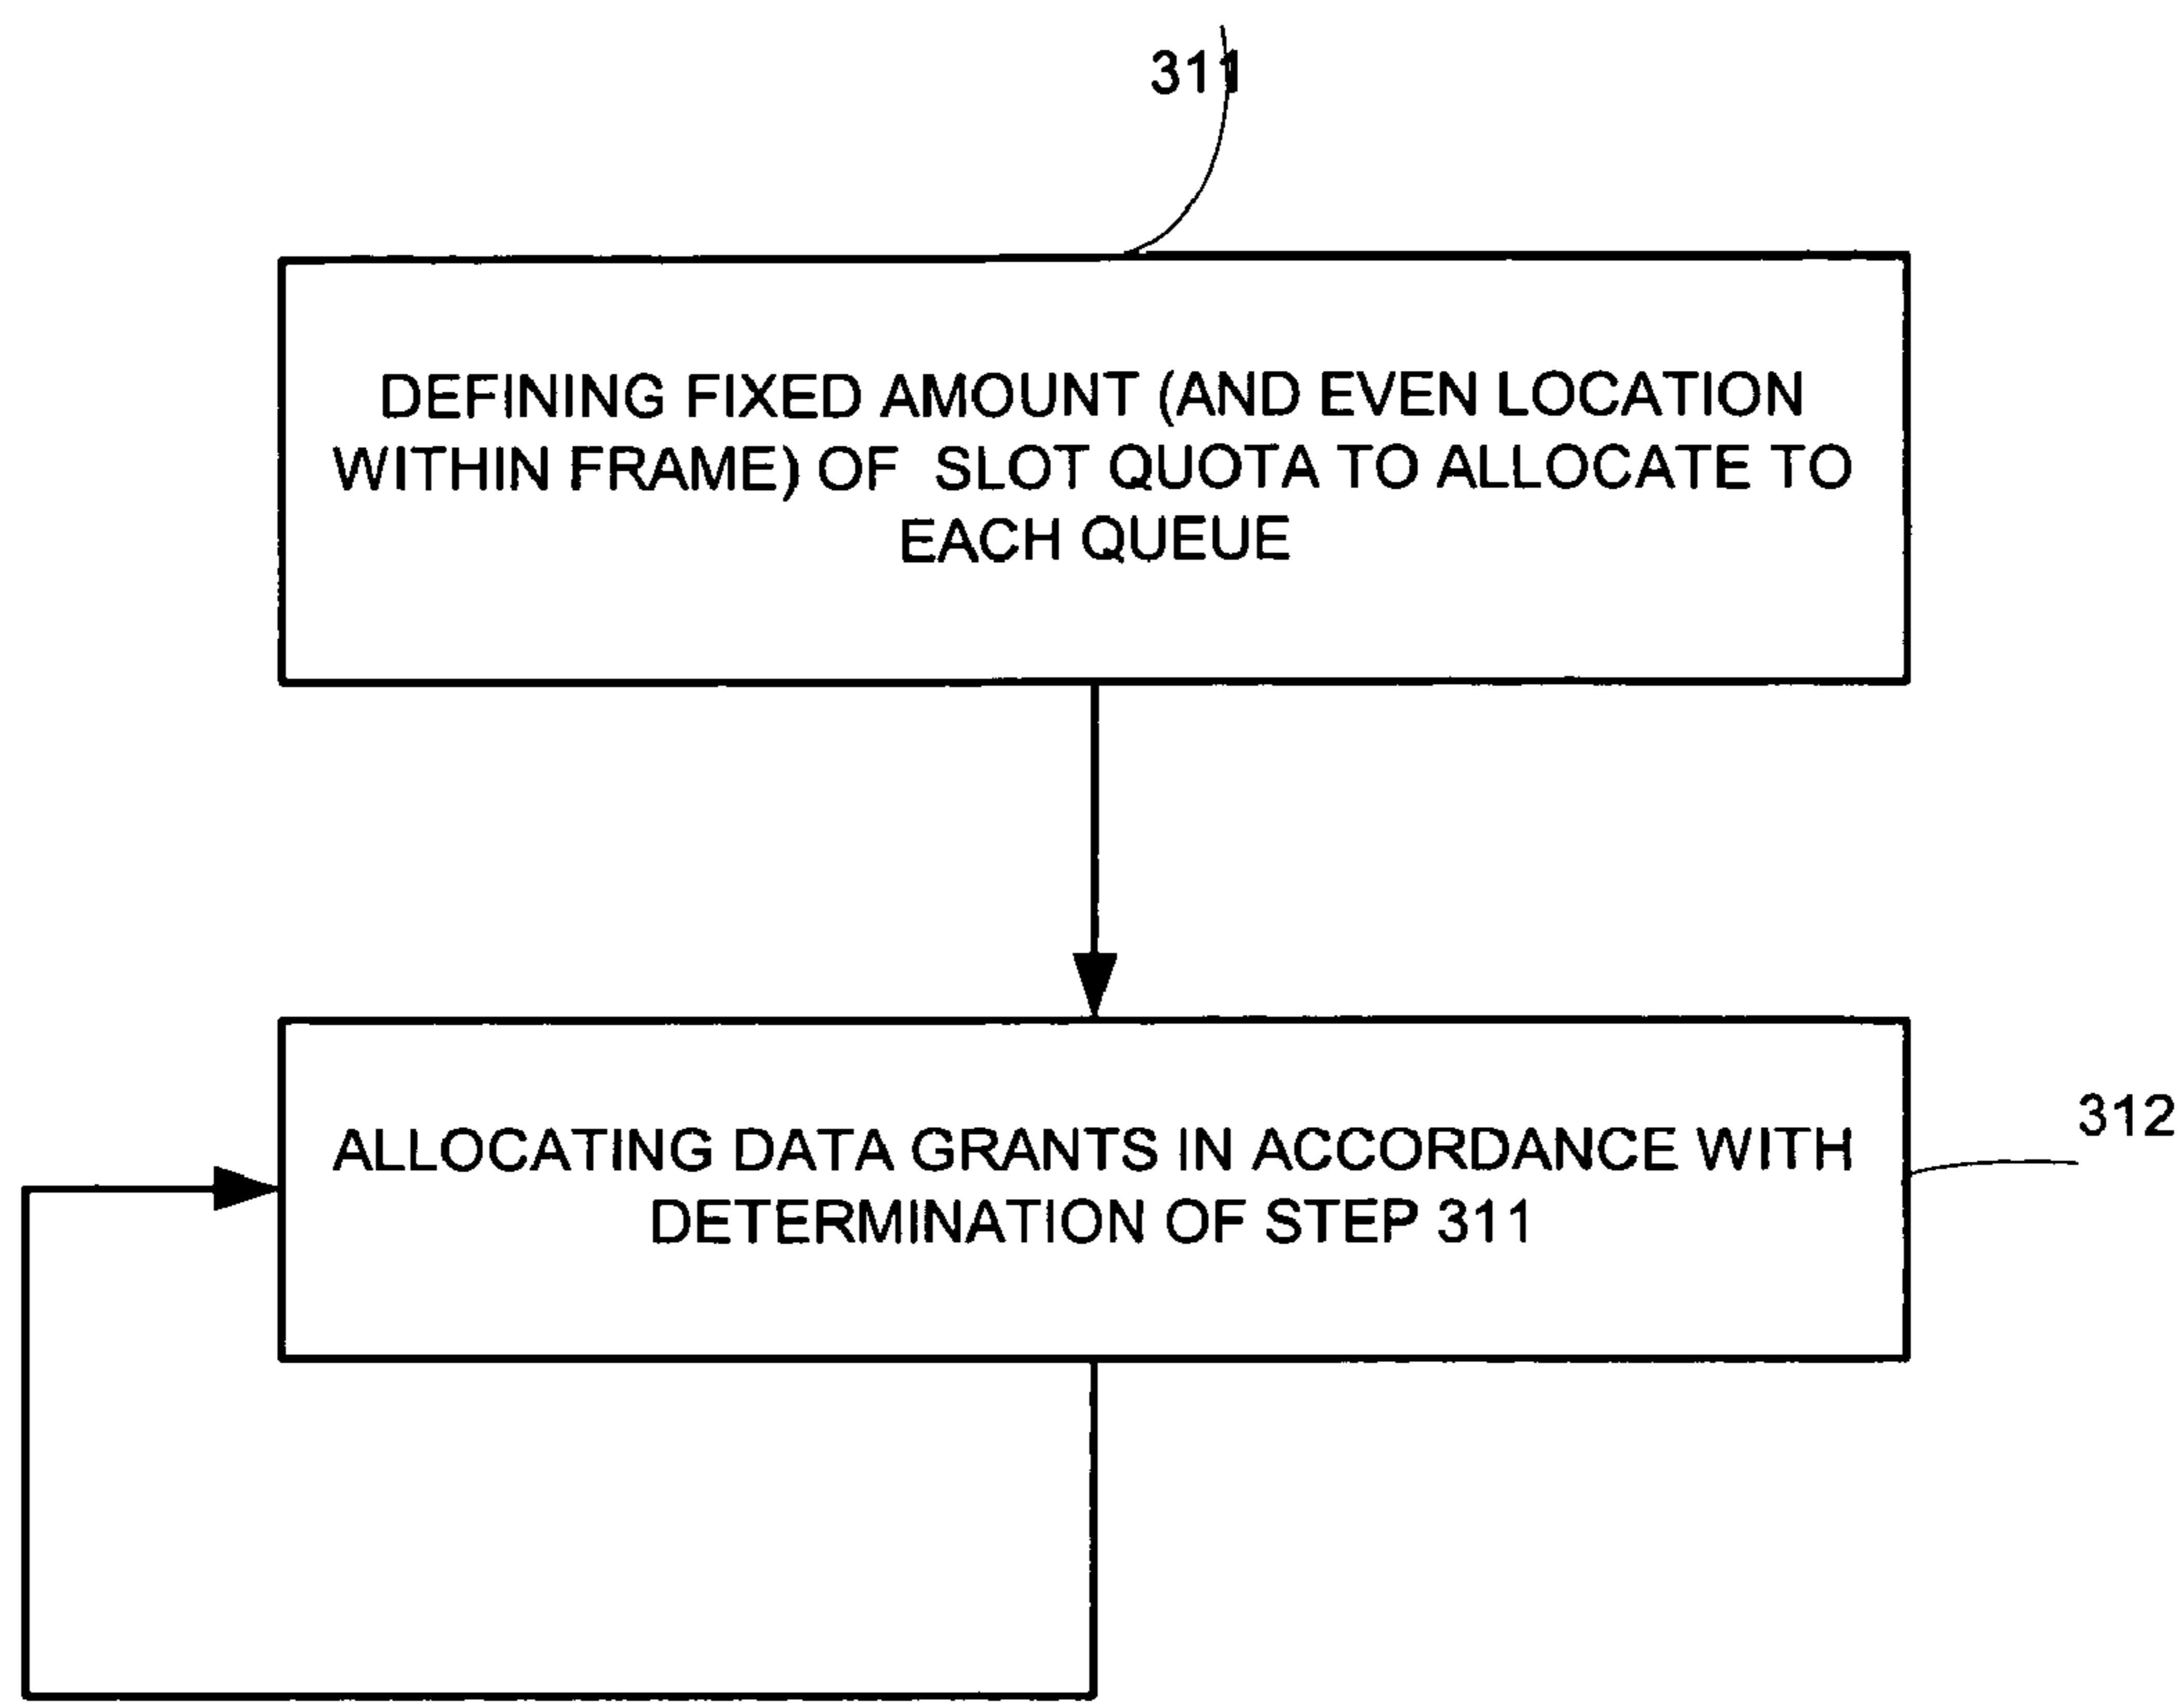 311
DEFINING FIXED AMOUNT (AND EVEN LOCATION
WITHIN FRAME) OF SLOT QUOTA TO ALLOCATE TO
EACH QUEUE
312
ALLOCATING DATA GRANTS IN ACCORDANCE WITH
DETERMINATION OF STEP 311